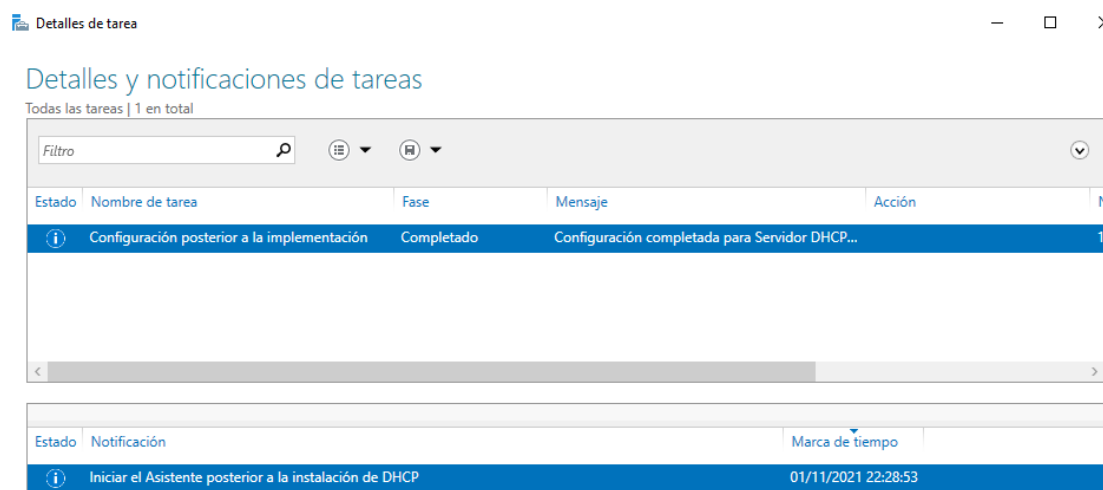 Detalles de tarea
Detalles y notificaciones de tareas
Todas las tareas | 1 en total
Filtro
Estado Nombre de tarea Fase Mensaje Acción
Configuración posterior a la implementación Completado Configuración completada para Servidor DHCP... 1
Estado Notificación Marca de tiempo
Iniciar el Asistente posterior a la instalación de DHCP 01/11/2021 22:28:53